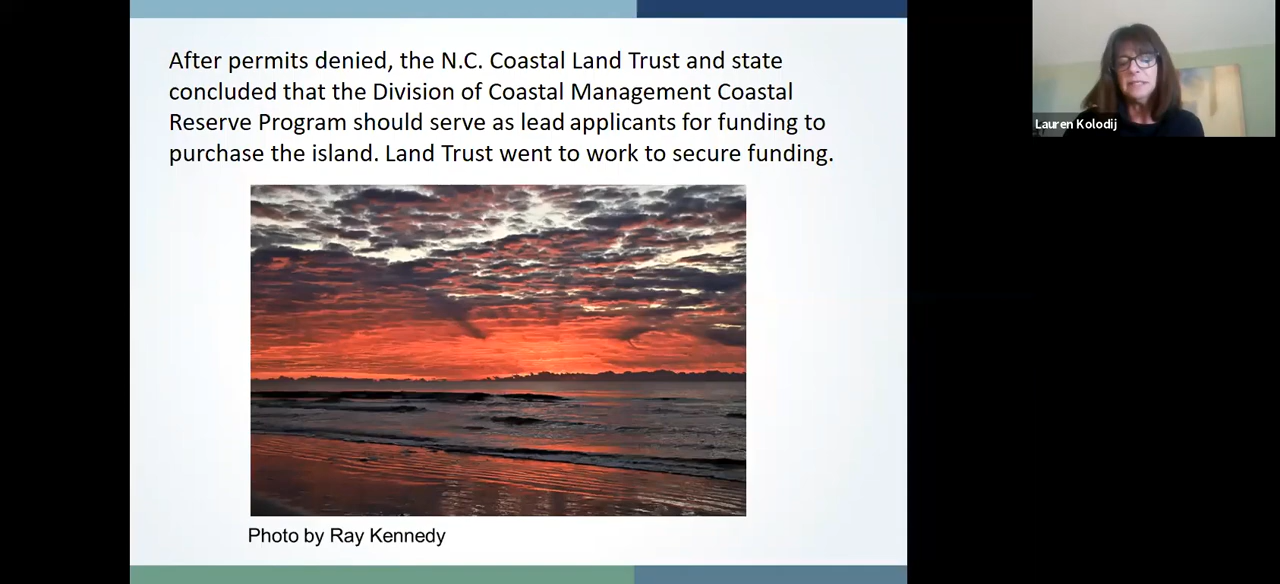 After permits denied, the N.C. Coastal Land Trust and state
concluded that the Division of Coastal Management Coastal
Reserve Program should serve as lead applicants for funding to
purchase the island. Land Trust went to work to secure funding.
Photo by Ray Kennedy
Lauren Kolodij